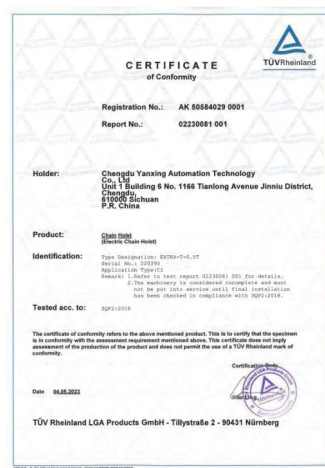 TÜVRheinland
CERTIFICATE
of Conformity
Registration No.: AK 50584029 0001
Report No.: 02230081 001
Holder: Chengdu Yanxing Automation Technology
Co., Ltd
Unit 1 Building 6 No. 1166 Tianlong Avenue Jinniu District,
Chengdu,
610000 Sichuan
P.R. China
Product: Chain Hoist
(Electric Chain Hoist)
Identification: Type Designation: EXTRA-T-0.5T
Serial No.: 220390
Application Type:C1
Remark: 1.Refer to test report 02230081 001 for details.
2.The machinery is considered incomplete and must
not be put into service until final installation
has been checked in compliance with SQP2:2018.
Tested acc. to: SQP2:2018
The certificate of conformity refers to the above mentioned product. This is to certify that the specimen
is in conformity with the assessment requirement mentioned above. This certificate does not imply
assessment of the production of the product and does not permit the use of a TÜV Rheinland mark of
conformity.
Certification Body
Date 04.05.2023
TÜV Rheinland LGA Products GmbH - Tillystraße 2 - 90431 Nürnberg